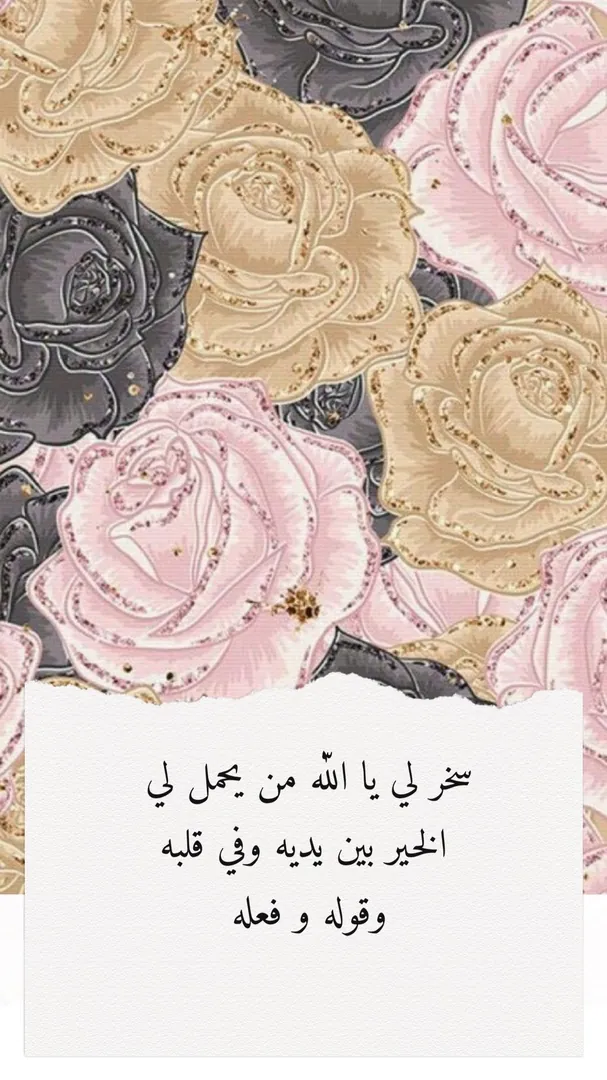 سخر لي يا الله من يحمل لي
الخير بين يديه وفي قلبه
وقوله و فعله